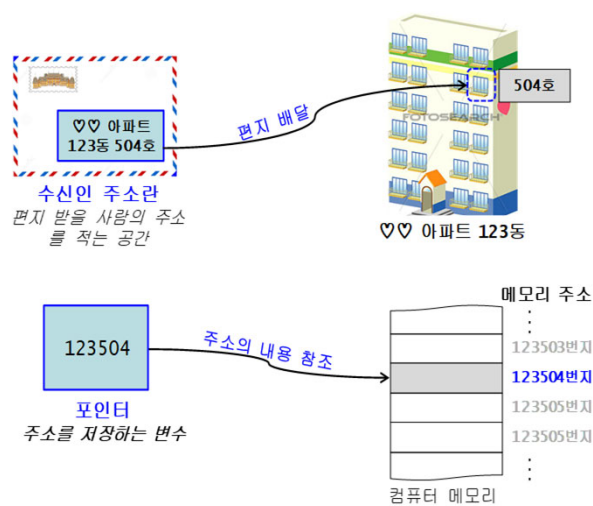 ♡♡ 아파트
123동 504호
수신인 주소란
편지 받을 사람의 주소
를 적는 공간
편지 배달
504호
FOTOSEARCH
♡♡ 아파트 123동
메모리 주소
123504
포인터
주소를 저장하는 변수
주소의 내용 참조
123503번지
123504번지
123505번지
123505번지
컴퓨터 메모리